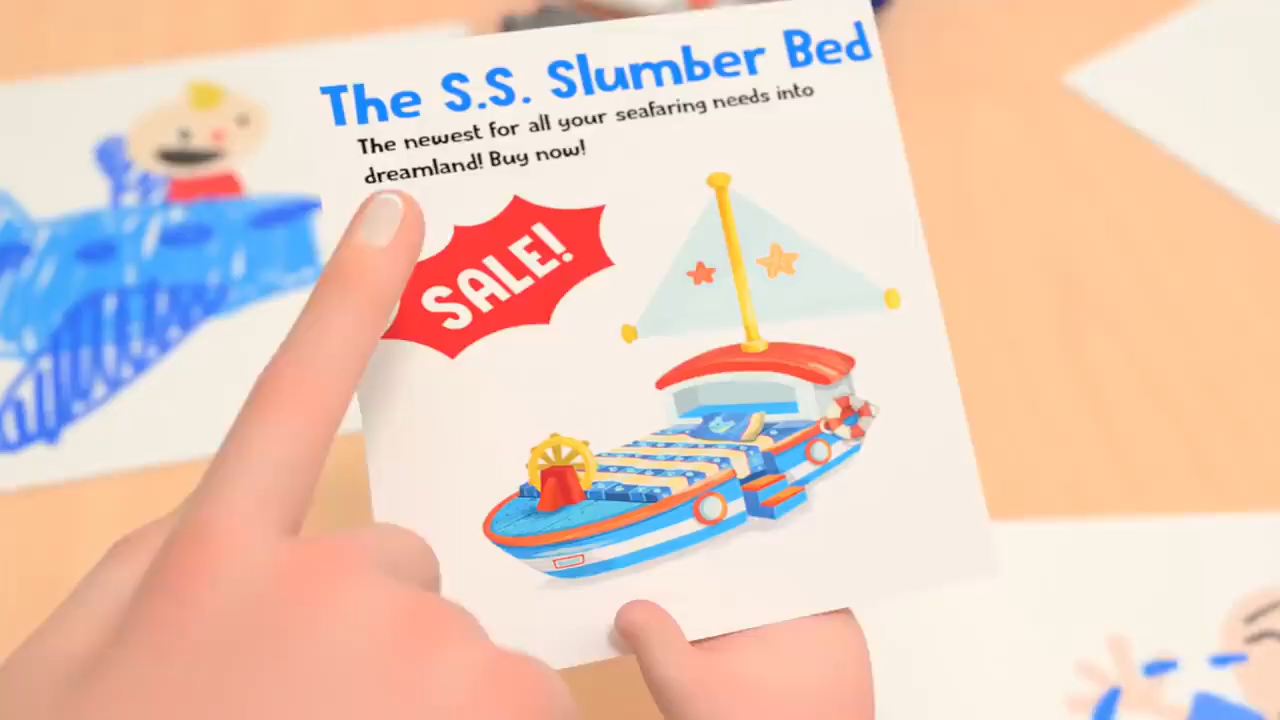 The S.S. Slumber Bed
The newest for all your seafaring needs into
dreamland! Buy now!
SALE!